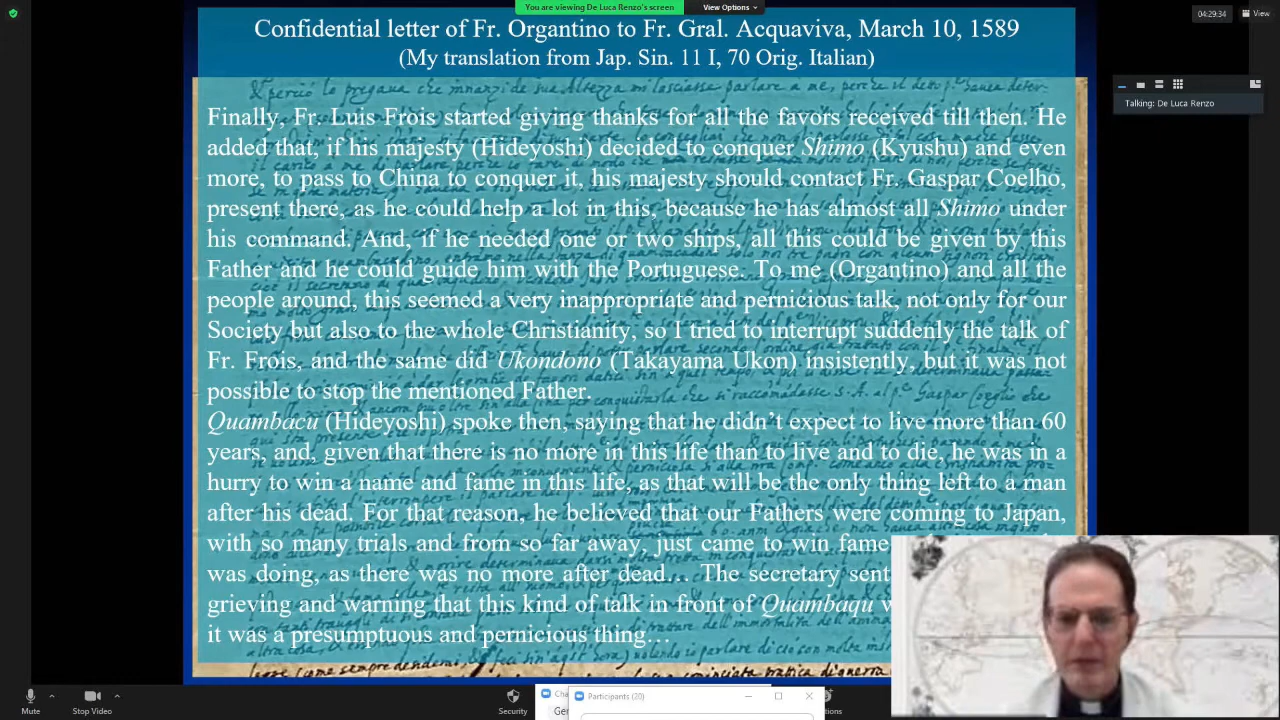 You are viewing De Luca Renzo's screen
View Options
04:29:34
View
Confidential letter of Fr. Organtino to Fr. Gral. Acquaviva, March 10, 1589
(My translation from Jap. Sin. 11 I, 70 Orig. Italian)
Talking: De Luca Renzo
Finally, Fr. Luis Frois started giving thanks for all the favors received till then. He
added that, if his majesty (Hideyoshi) decided to conquer Shimo (Kyushu) and even
more, to pass to China to conquer it, his majesty should contact Fr. Gaspar Coelho,
present there, as he could help a lot in this, because he has almost all Shimo under
his command. And, if he needed one or two ships, all this could be given by this
Father and he could guide him with the Portuguese. To me (Organtino) and all the
people around, this seemed a very inappropriate and pernicious talk, not only for our
Society but also to the whole Christianity, so I tried to interrupt suddenly the talk of
Fr. Frois, and the same did Ukondono (Takayama Ukon) insistently, but it was not
possible to stop the mentioned Father.
Quambacu (Hideyoshi) spoke then, saying that he didn't expect to live more than 60
years, and, given that there is no more in this life than to live and to die, he was in a
hurry to win a name and fame in this life, as that will be the only thing left to a man
after his dead. For that reason, he believed that our Fathers were coming to Japan,
with so many trials and from so far away, just came to win fame
was doing, as there was no more after dead… The secretary sent
grieving and warning that this kind of talk in front of Quambaqu
it was a presumptuous and pernicious thing…
Mute
Stop Video
Security
Participants (20)